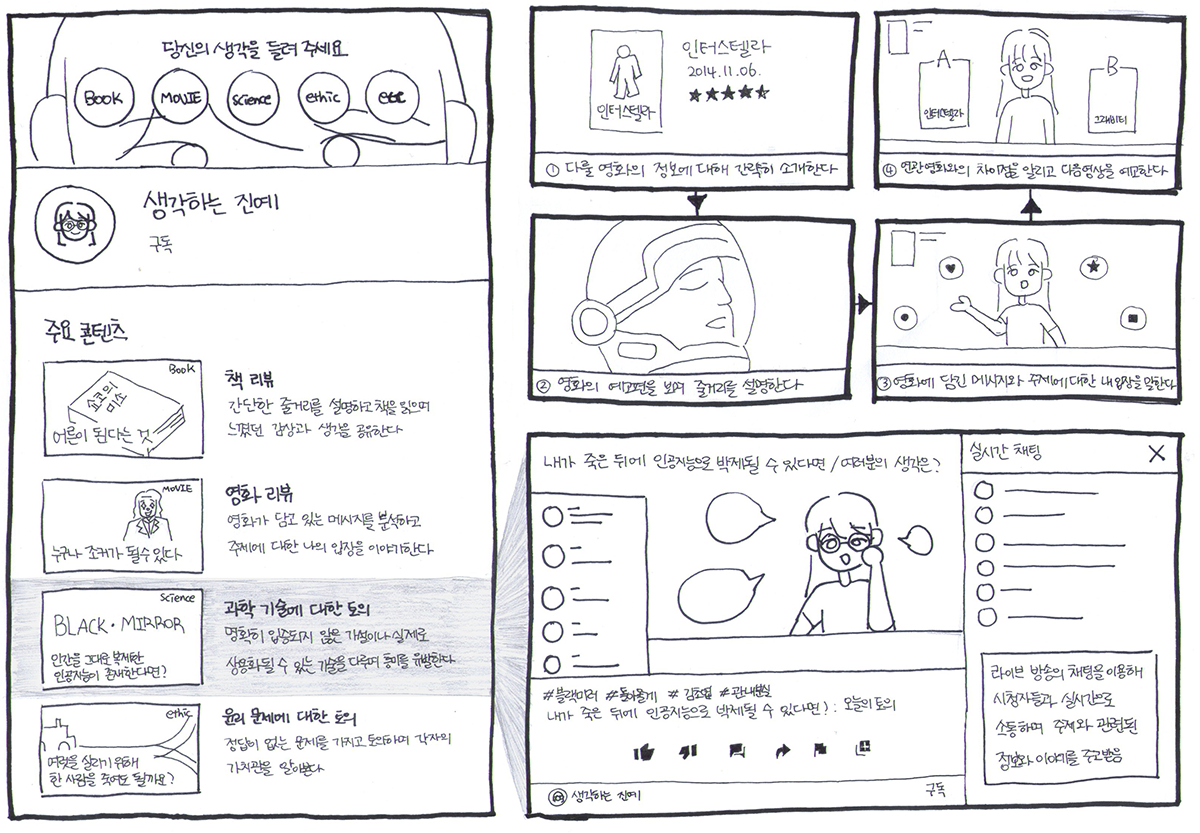 당신의 생각을 들려 주세요
BOOK
MOVIE
science
ethic
etc
생각하는 진예
구독
주요 콘텐츠
BOOK
쇼코의
미소
어른이 된다는 것
책 리뷰
간단한 줄거리를 설명하고 책을 읽으며
느꼈던 감상과 생각을 공유한다
MOVIE
누구나 조커가 될 수 있다
영화 리뷰
영화가 담고 있는 메시지를 분석하고
주제에 대한 나의 입장을 이야기한다
science
BLACK·MIRROR
인간을 그대로 복제한
인공지능이 존재한다면?
과학 기술에 대한 토의
명확히 입증되지 않은 가설이나 실제로
상용화될 수 있는 기술을 다루며 흥미를 유발한다
ethic
여럿을 살리기 위해
한 사람을 죽여도 될까요?
윤리 문제에 대한 토의
정답이 없는 문제를 가지고 토의하며 각자의
가치관을 알아본다
인터스텔라
인터스텔라
2014.11.06.
① 다룰 영화의 정보에 대해 간략히 소개한다
② 영화의 예고편을 보며 줄거리를 설명한다
③ 영화에 담긴 메시지와 주제에 대한 내 입장을 말한다
A
인터스텔라
B
그래비티
④ 연관 영화와의 차이점을 알리고 다음 영상을 예고한다
내가 죽은 뒤에 인공지능으로 박제될 수 있다면 / 여러분의 생각은?
#블랙미러 #돌아올게 #김초엽 #관내분실
내가 죽은 뒤에 인공지능으로 박제될 수 있다면? : 오늘의 토의
생각하는 진예
구독
실시간 채팅
라이브 방송의 채팅을 이용해
시청자들과 실시간으로
소통하며 주제와 관련된
정보와 이야기를 주고받음